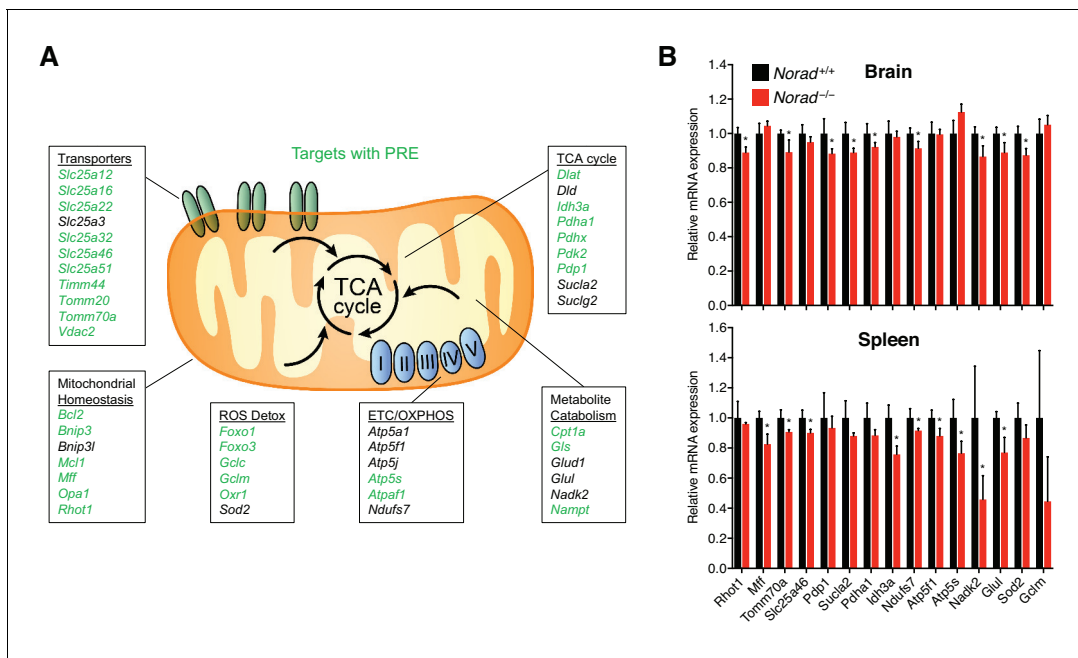 A
Targets with PRE
Transporters
Slc25a12
Slc25a16
Slc25a22
Slc25a3
Slc25a32
Slc25a46
Slc25a51
Timm44
Tomm20
Tomm70a
Vdac2
TCA cycle
Dlat
Dld
Idh3a
Pdha1
Pdhx
Pdk2
Pdp1
Sucla2
Suclg2
TCA
cycle
I II III IV V
Mitochondrial
Homeostasis
Bcl2
Bnip3
Bnip3l
Mcl1
Mff
Opa1
Rhot1
ROS Detox
Foxo1
Foxo3
Gclc
Gclm
Oxr1
Sod2
ETC/OXPHOS
Atp5a1
Atp5f1
Atp5j
Atp5s
Atpaf1
Ndufs7
Metabolite
Catabolism
Cpt1a
Gls
Glud1
Glul
Nadk2
Nampt
B
Norad+/+
Norad−/−
Brain
Relative mRNA expression
1.4
1.2
1.0
0.8
0.6
0.4
0.2
0.0
* * * * * * * * *
Spleen
Relative mRNA expression
1.6
1.4
1.2
1.0
0.8
0.6
0.4
0.2
0.0
* * * * * * * * *
Rhot1
Mff
Tomm70a
Slc25a46
Pdp1
Sucla2
Pdha1
Idh3a
Ndufs7
Atp5f1
Atp5s
Nadk2
Glul
Sod2
Gclm